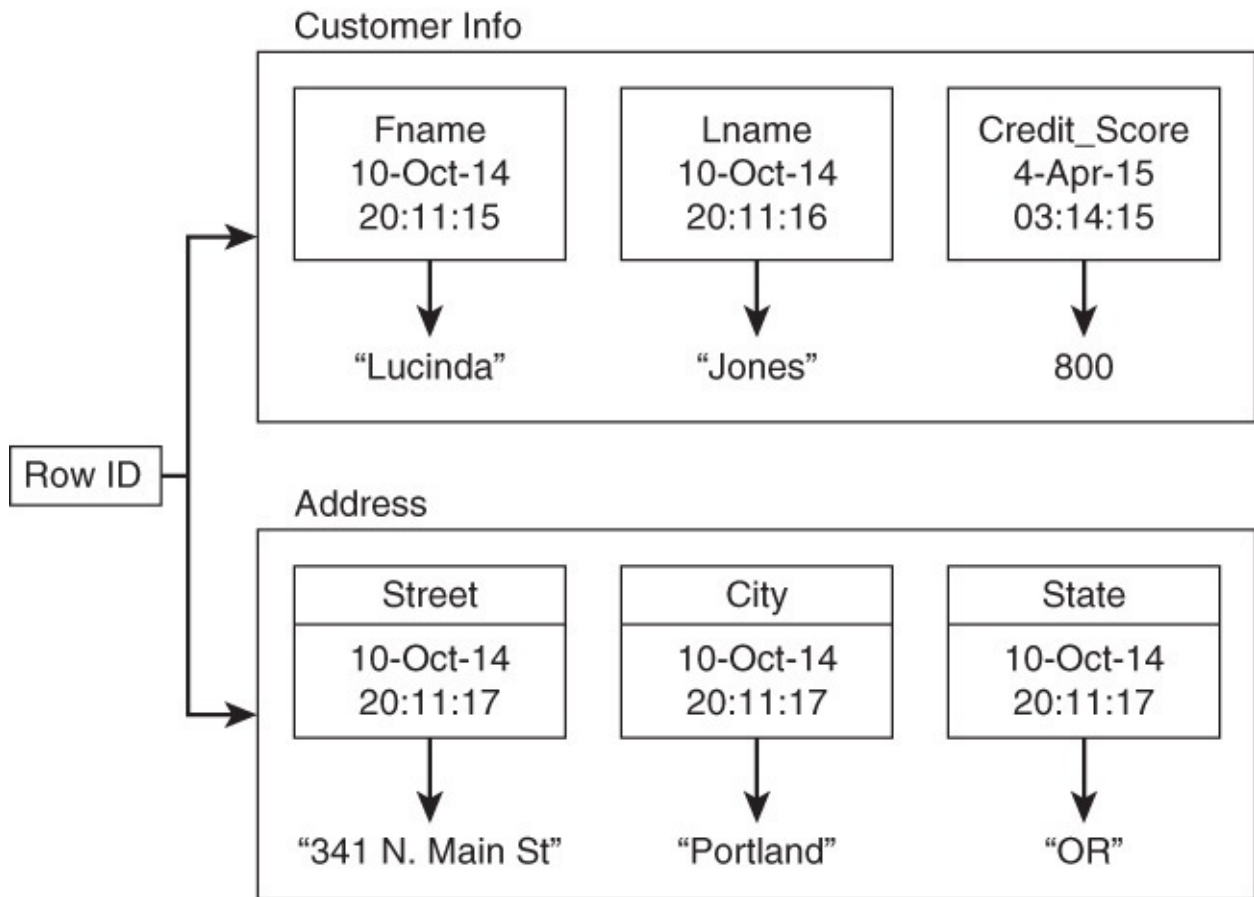 Customer Info
Fname
10-Oct-14
20:11:15
Lname
10-Oct-14
20:11:16
Credit_Score
4-Apr-15
03:14:15
“Lucinda”
“Jones”
800
Row ID
Address
Street
10-Oct-14
20:11:17
City
10-Oct-14
20:11:17
State
10-Oct-14
20:11:17
“341 N. Main St”
“Portland”
“OR”